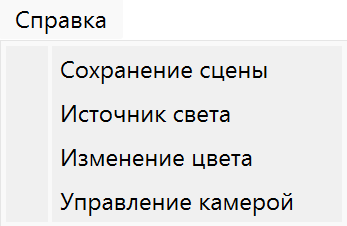 Справка
Сохранение сцены
Источник света
Изменение цвета
Управление камерой